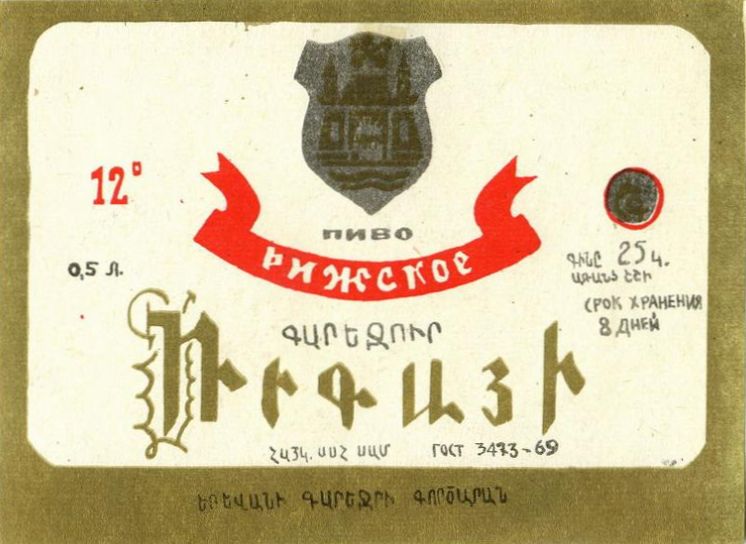 12°
0,5 Л.
ПИВО
РИЖСКОЕ
ԳԻՆԸ 25 Կ.
ԱՌԱՆՑ ՇՇԻ
СРОК ХРАНЕНИЯ
8 ДНЕЙ
ԳԱՐԵՋՈՒՐ
ՌԻԳԱՅԻ
ՀԱՅԿ. ՍՍՀ ՍԱՄ ГОСТ 3473-69
ԵՐԵՎԱՆԻ ԳԱՐԵՋՐԻ ԳՈՐԾԱՐԱՆ